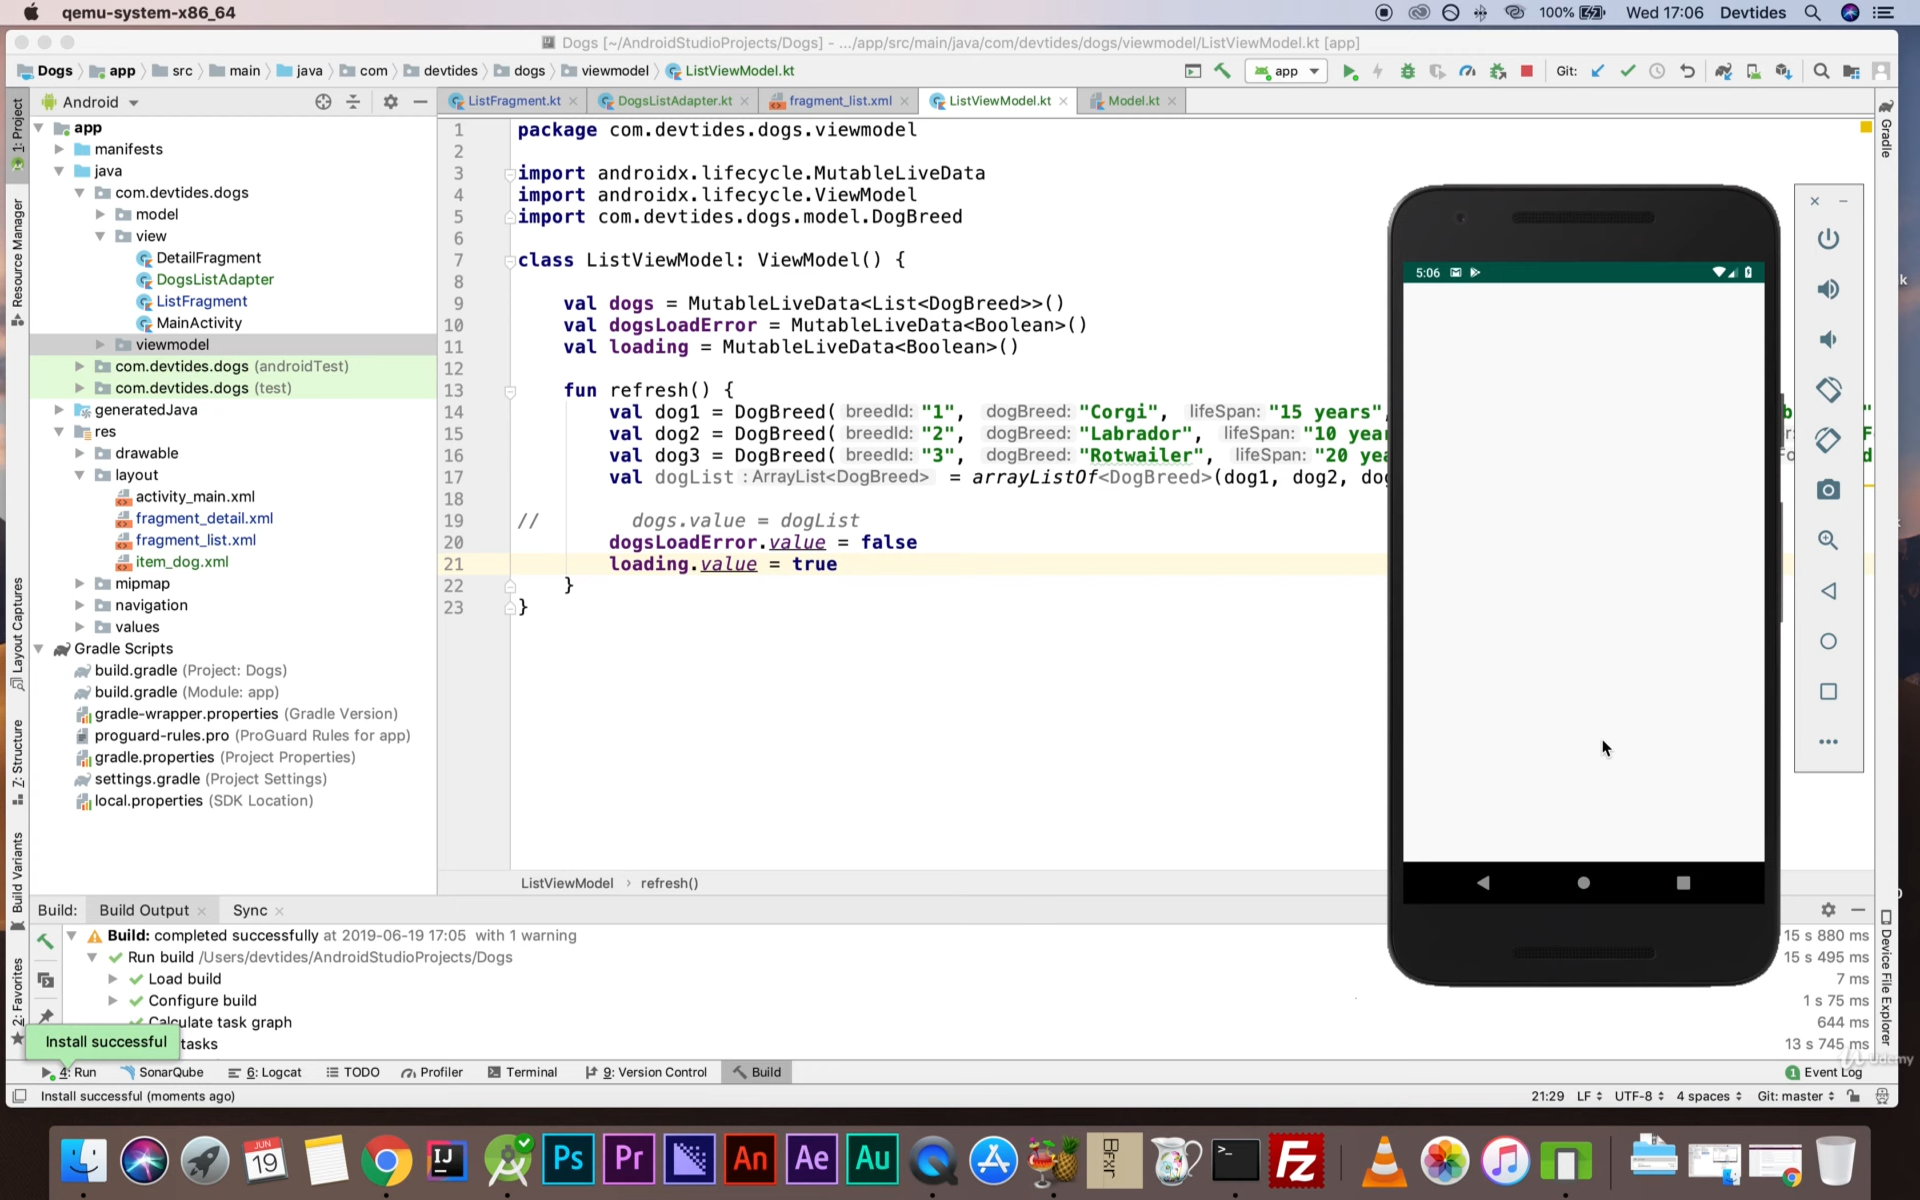 qemu-system-x86_64
100%
Wed 17:06
Devtides
Dogs [~/AndroidStudioProjects/Dogs] - .../app/src/main/java/com/devtides/dogs/viewmodel/ListViewModel.kt [app]
Dogs
app
src
main
java
com
devtides
dogs
viewmodel
ListViewModel.kt
app
Git:
Android
ListFragment.kt
DogsListAdapter.kt
fragment_list.xml
ListViewModel.kt
Model.kt
1: Project
Resource Manager
Layout Captures
Z: Structure
Build Variants
2: Favorites
Gradle
Device File Explorer
app
manifests
java
com.devtides.dogs
model
view
DetailFragment
DogsListAdapter
ListFragment
MainActivity
viewmodel
com.devtides.dogs (androidTest)
com.devtides.dogs (test)
generatedJava
res
drawable
layout
activity_main.xml
fragment_detail.xml
fragment_list.xml
item_dog.xml
mipmap
navigation
values
Gradle Scripts
build.gradle (Project: Dogs)
build.gradle (Module: app)
gradle-wrapper.properties (Gradle Version)
proguard-rules.pro (ProGuard Rules for app)
gradle.properties (Project Properties)
settings.gradle (Project Settings)
local.properties (SDK Location)
1 package com.devtides.dogs.viewmodel
2
3 import androidx.lifecycle.MutableLiveData
4 import androidx.lifecycle.ViewModel
5 import com.devtides.dogs.model.DogBreed
6
7 class ListViewModel: ViewModel() {
8
9 val dogs = MutableLiveData<List<DogBreed>>()
10 val dogsLoadError = MutableLiveData<Boolean>()
11 val loading = MutableLiveData<Boolean>()
12
13 fun refresh() {
14 val dog1 = DogBreed( breedId: "1", dogBreed: "Corgi", lifeSpan: "15 years",
15 val dog2 = DogBreed( breedId: "2", dogBreed: "Labrador", lifeSpan: "10 yea
16 val dog3 = DogBreed( breedId: "3", dogBreed: "Rotwailer", lifeSpan: "20 yea
17 val dogList : ArrayList<DogBreed> = arrayListOf<DogBreed>(dog1, dog2, dog
18
19 // dogs.value = dogList
20 dogsLoadError.value = false
21 loading.value = true
22 }
23 }
ListViewModel › refresh()
5:06
Build:
Build Output
Sync
Build: completed successfully at 2019-06-19 17:05 with 1 warning
15 s 880 ms
Run build /Users/devtides/AndroidStudioProjects/Dogs
15 s 495 ms
Load build
7 ms
Configure build
1 s 75 ms
Calculate task graph
644 ms
tasks
13 s 745 ms
Install successful
4: Run
SonarQube
6: Logcat
TODO
Profiler
Terminal
9: Version Control
Build
1 Event Log
Install successful (moments ago)
21:29
LF
UTF-8
4 spaces
Git: master
Udemy
JUN
19
IJ
Ps
Pr
An
Ae
Au
Brxr
Fz